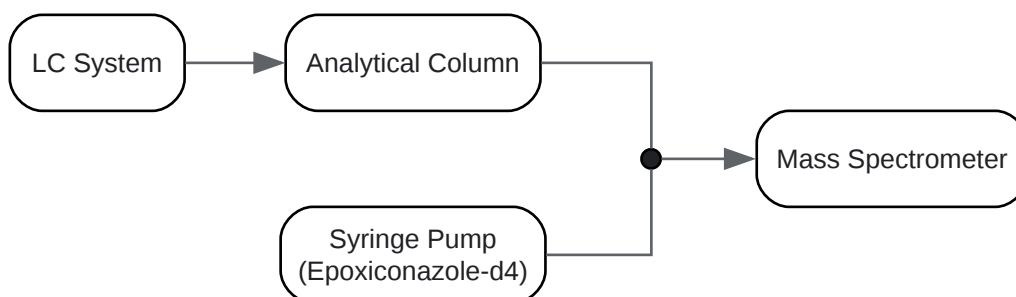 LC System
Analytical Column
Mass Spectrometer
Syringe Pump
(Epoxiconazole-d4)